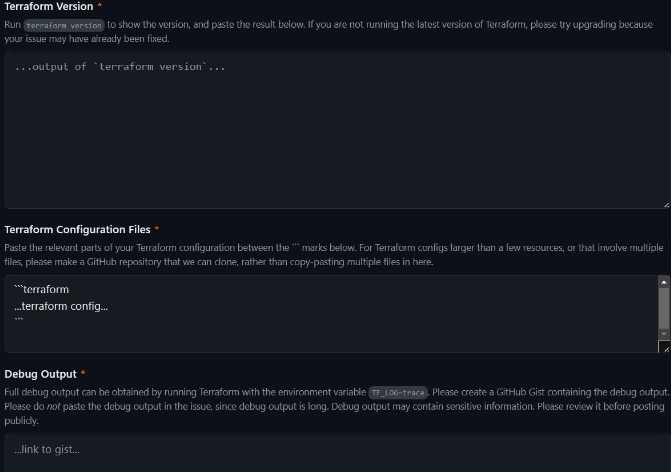 Terraform Version *
Run terraform version to show the version, and paste the result below. If you are not running the latest version of Terraform, please try upgrading because
your issue may have already been fixed.
...output of `terraform version`...
Terraform Configuration Files *
Paste the relevant parts of your Terraform configuration between the ``` marks below. For Terraform configs larger than a few resources, or that involve multiple
files, please make a GitHub repository that we can clone, rather than copy-pasting multiple files in here.
```terraform
...terraform config...
```
Debug Output *
Full debug output can be obtained by running Terraform with the environment variable TF_LOG=trace. Please create a GitHub Gist containing the debug output.
Please do not paste the debug output in the issue, since debug output is long. Debug output may contain sensitive information. Please review it before posting
publicly.
...link to gist...